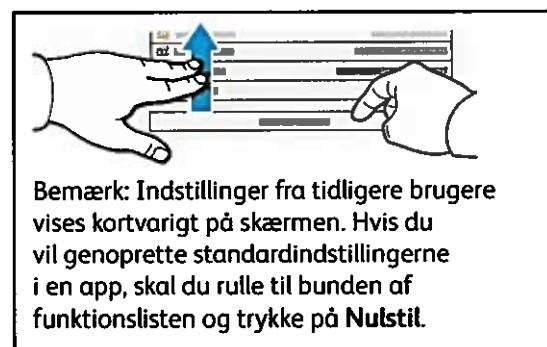 Bemærk: Indstillinger fra tidligere brugere
vises kortvarigt på skærmen. Hvis du
vil genoprette standardindstillingerne
i en app, skal du rulle til bunden af
funktionslisten og trykke på Nulstil.